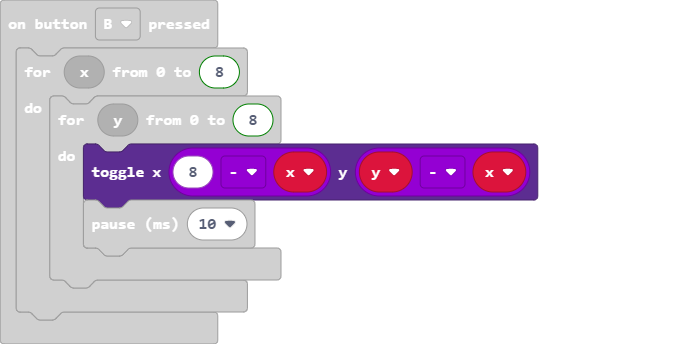 on button B pressed
for x from 0 to 8
do
for y from 0 to 8
do
toggle x 8 - x y y - x
pause (ms) 10